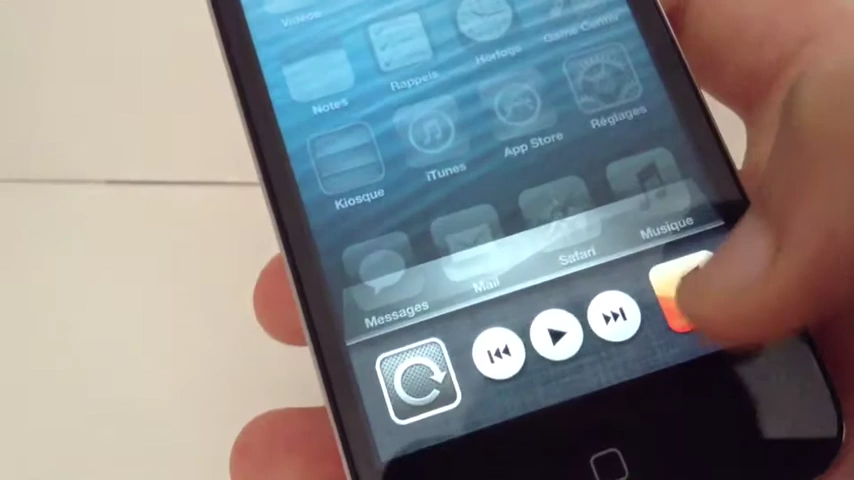 Vidéos
Notes
Rappels
Horloge
Game Center
Kiosque
iTunes
App Store
Réglages
Messages
Mail
Safari
Musique